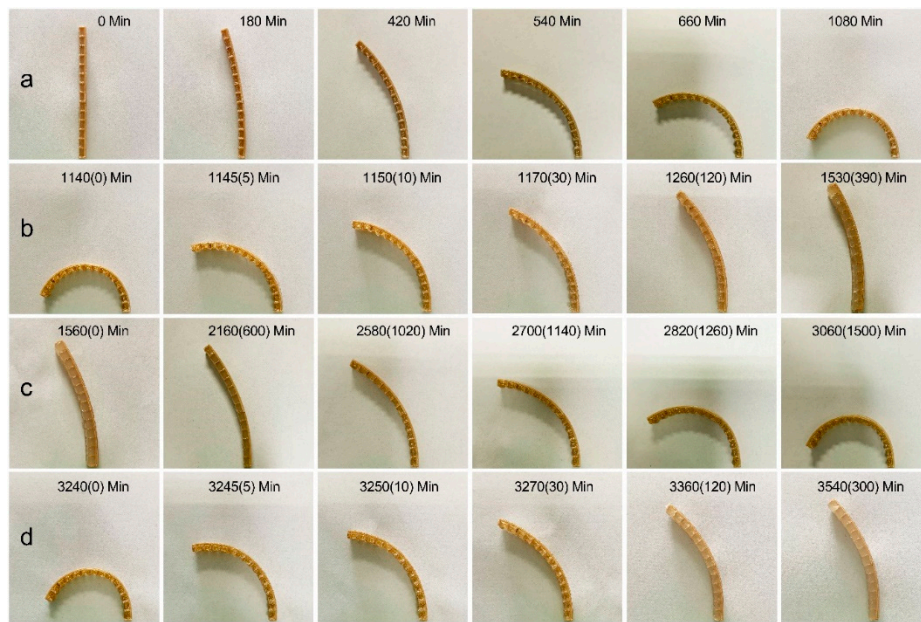 0 Min 180 Min 420 Min 540 Min 660 Min 1080 Min
a
1140(0) Min 1145(5) Min 1150(10) Min 1170(30) Min 1260(120) Min 1530(390) Min
b
1560(0) Min 2160(600) Min 2580(1020) Min 2700(1140) Min 2820(1260) Min 3060(1500) Min
c
3240(0) Min 3245(5) Min 3250(10) Min 3270(30) Min 3360(120) Min 3540(300) Min
d